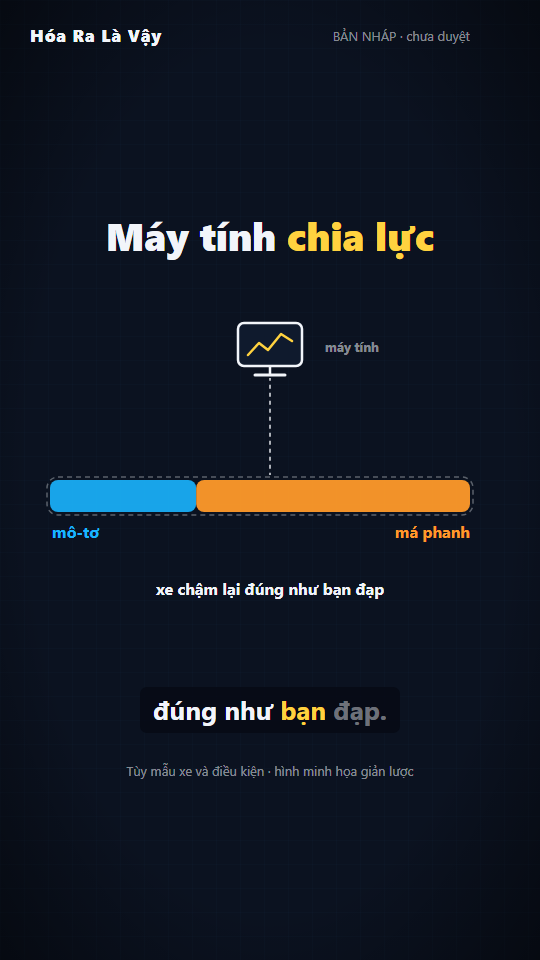 Hóa Ra Là Vậy
BẢN NHÁP · chưa duyệt
Máy tính chia lực
máy tính
mô-tơ
má phanh
xe chậm lại đúng như bạn đạp
đúng như bạn đạp.
Tùy mẫu xe và điều kiện · hình minh họa giản lược